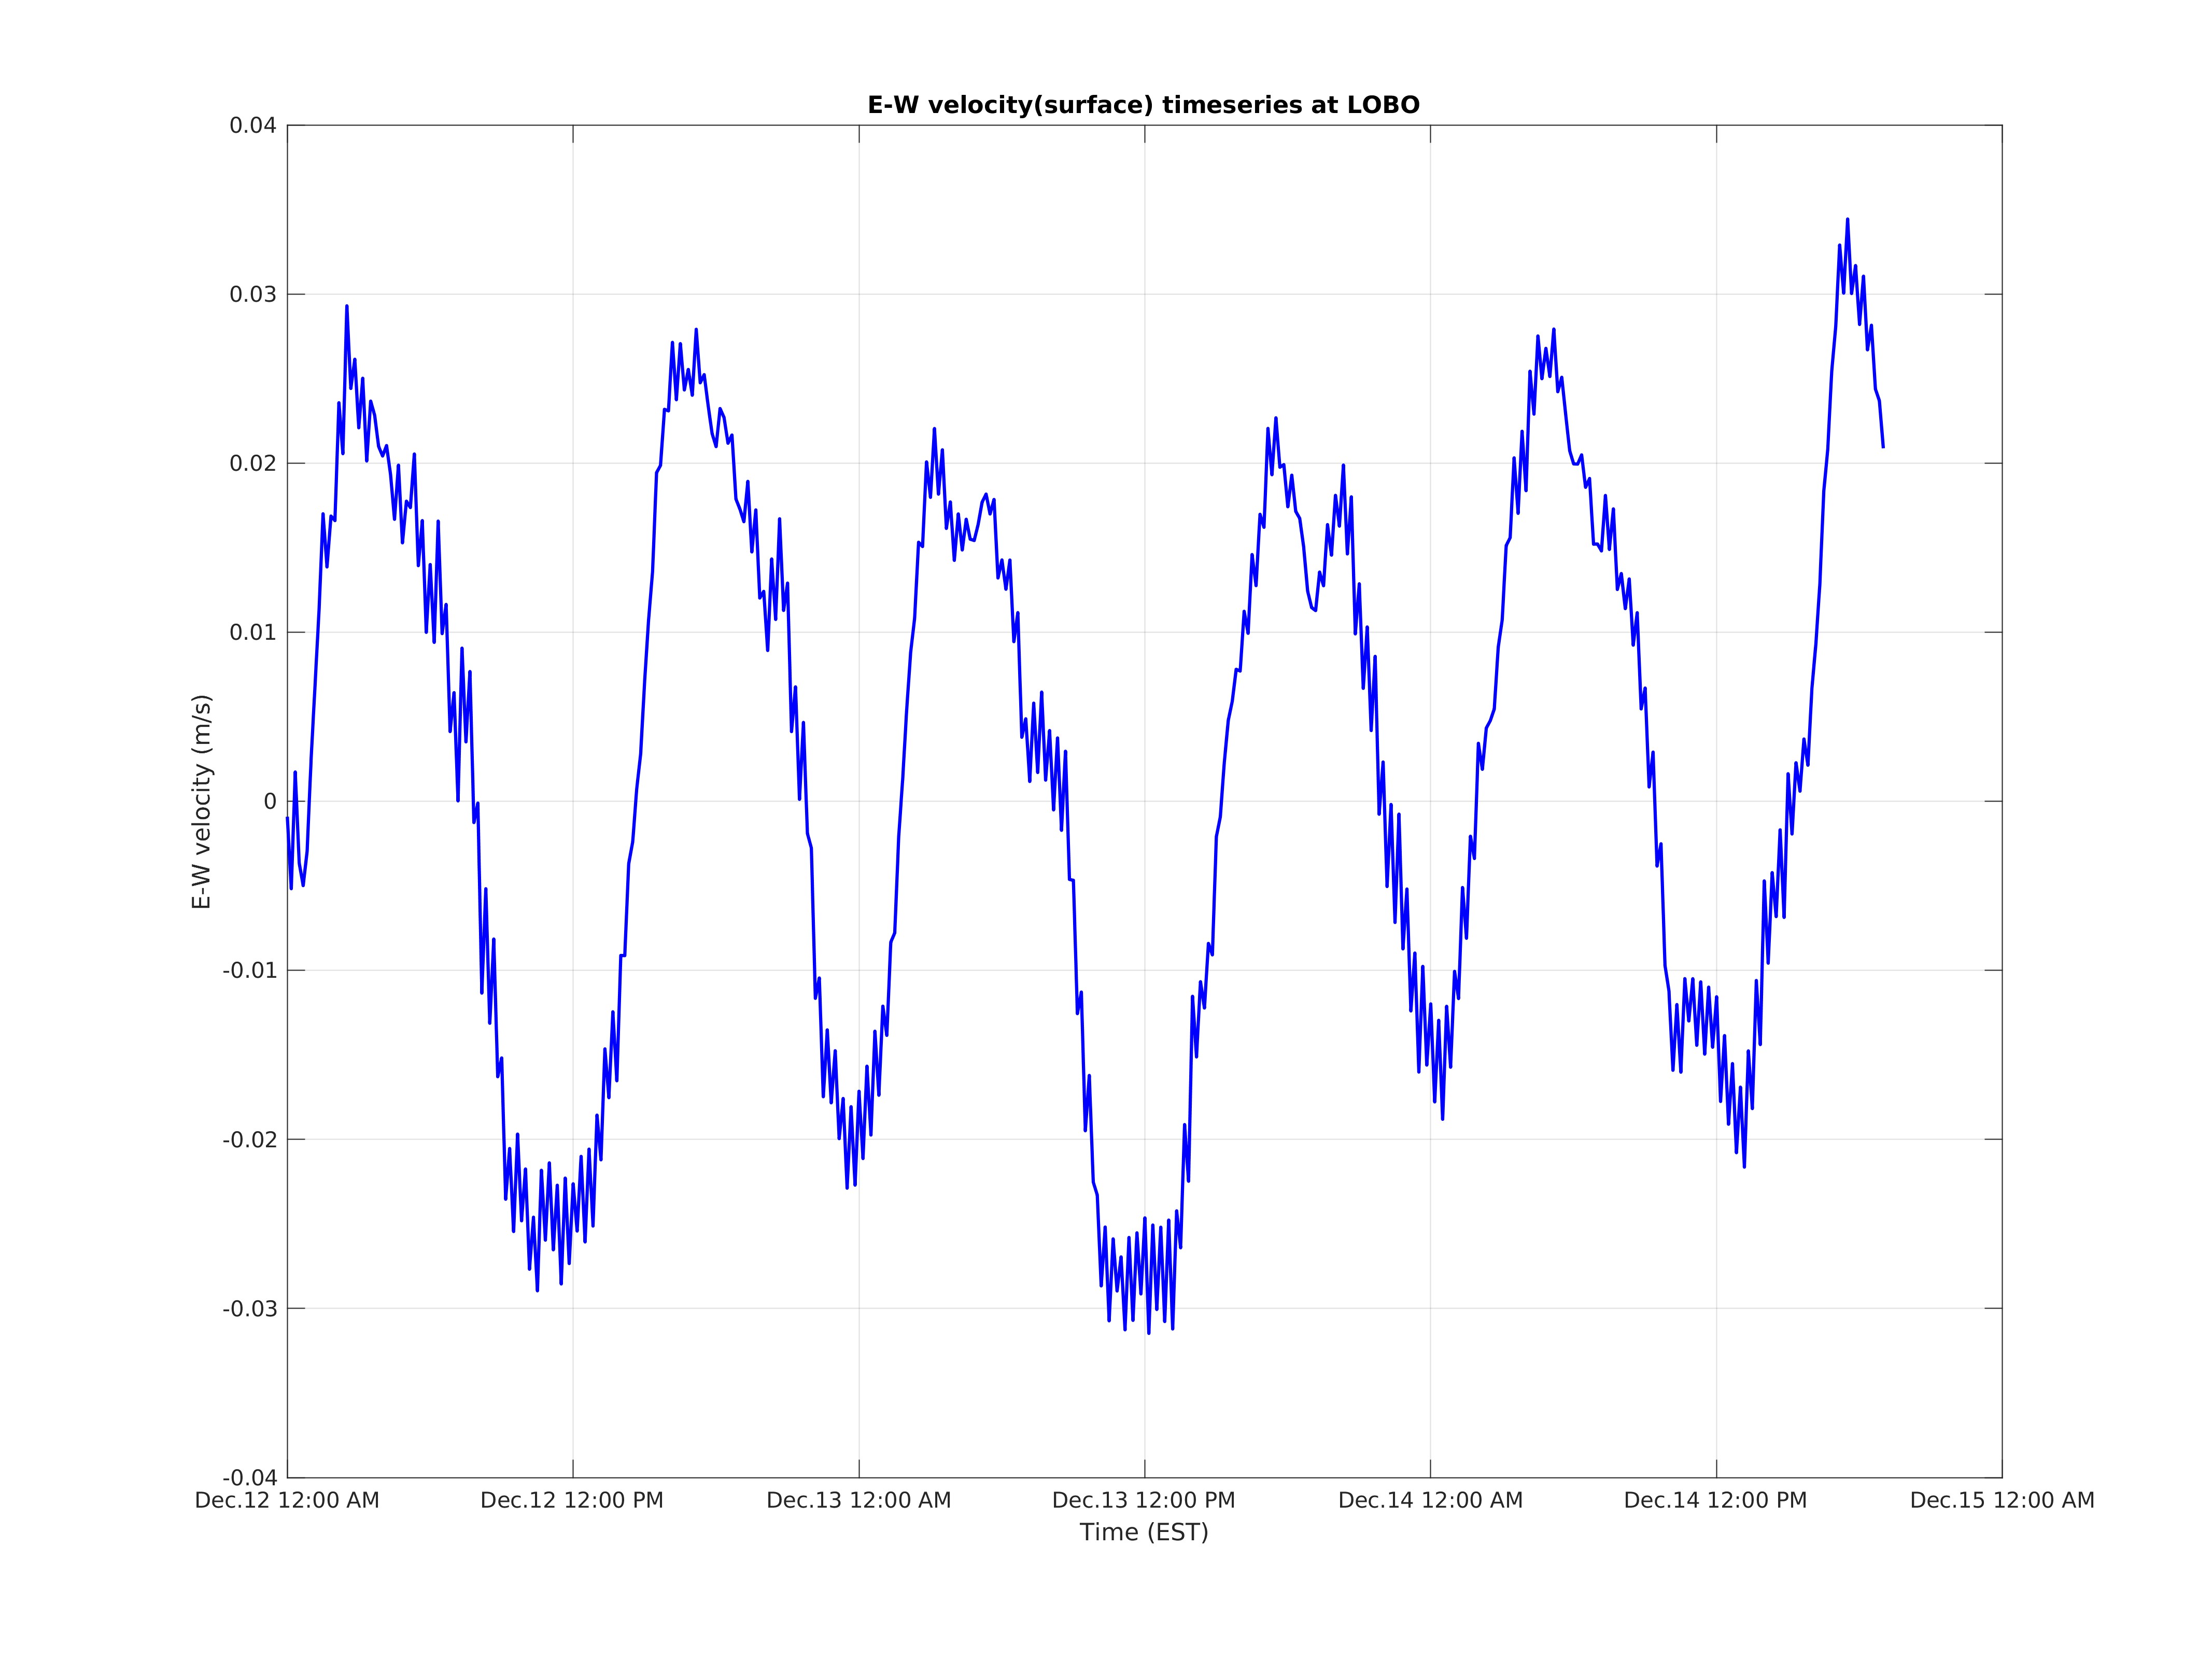 E-W velocity(surface) timeseries at LOBO
0.04
0.03
0.02
0.01
0
-0.01
-0.02
-0.03
-0.04
E-W velocity (m/s)
Dec.12 12:00 AM Dec.12 12:00 PM Dec.13 12:00 AM Dec.13 12:00 PM Dec.14 12:00 AM Dec.14 12:00 PM Dec.15 12:00 AM
Time (EST)